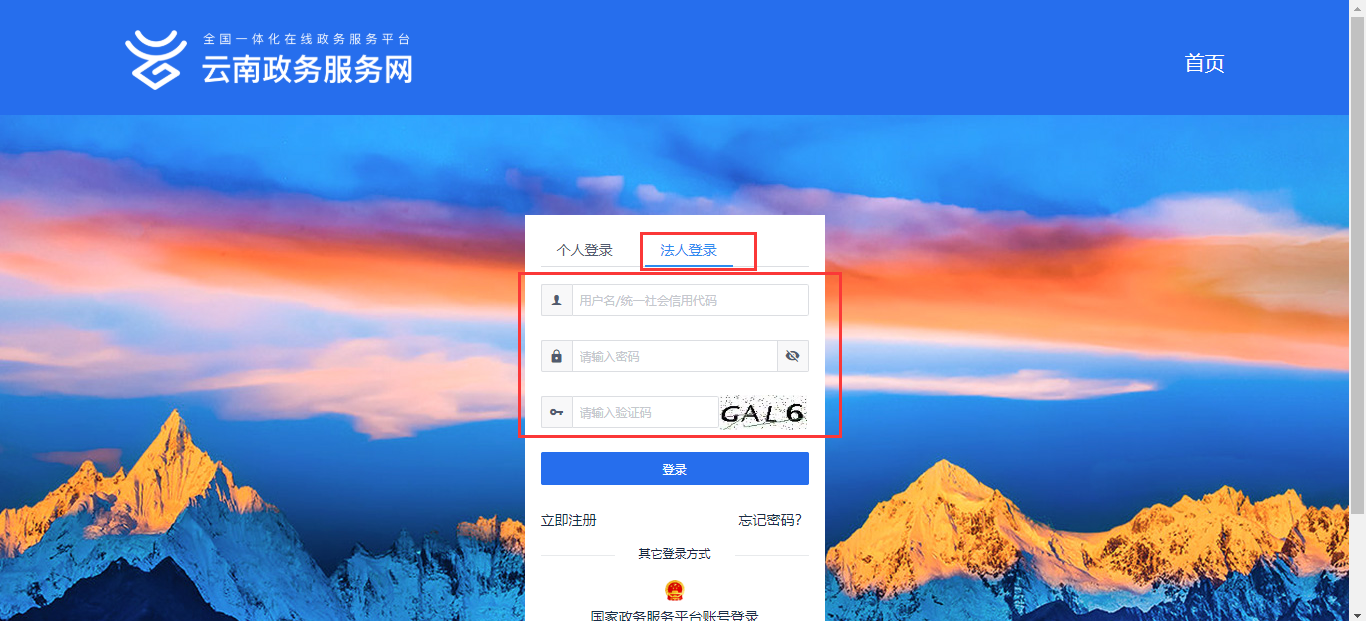 全国一体化在线政务服务平台
云南政务服务网
首页
个人登录
法人登录
用户名/统一社会信用代码
请输入密码
请输入验证码
GAL6
登录
立即注册
忘记密码?
其它登录方式
国家政务服务平台账号登录